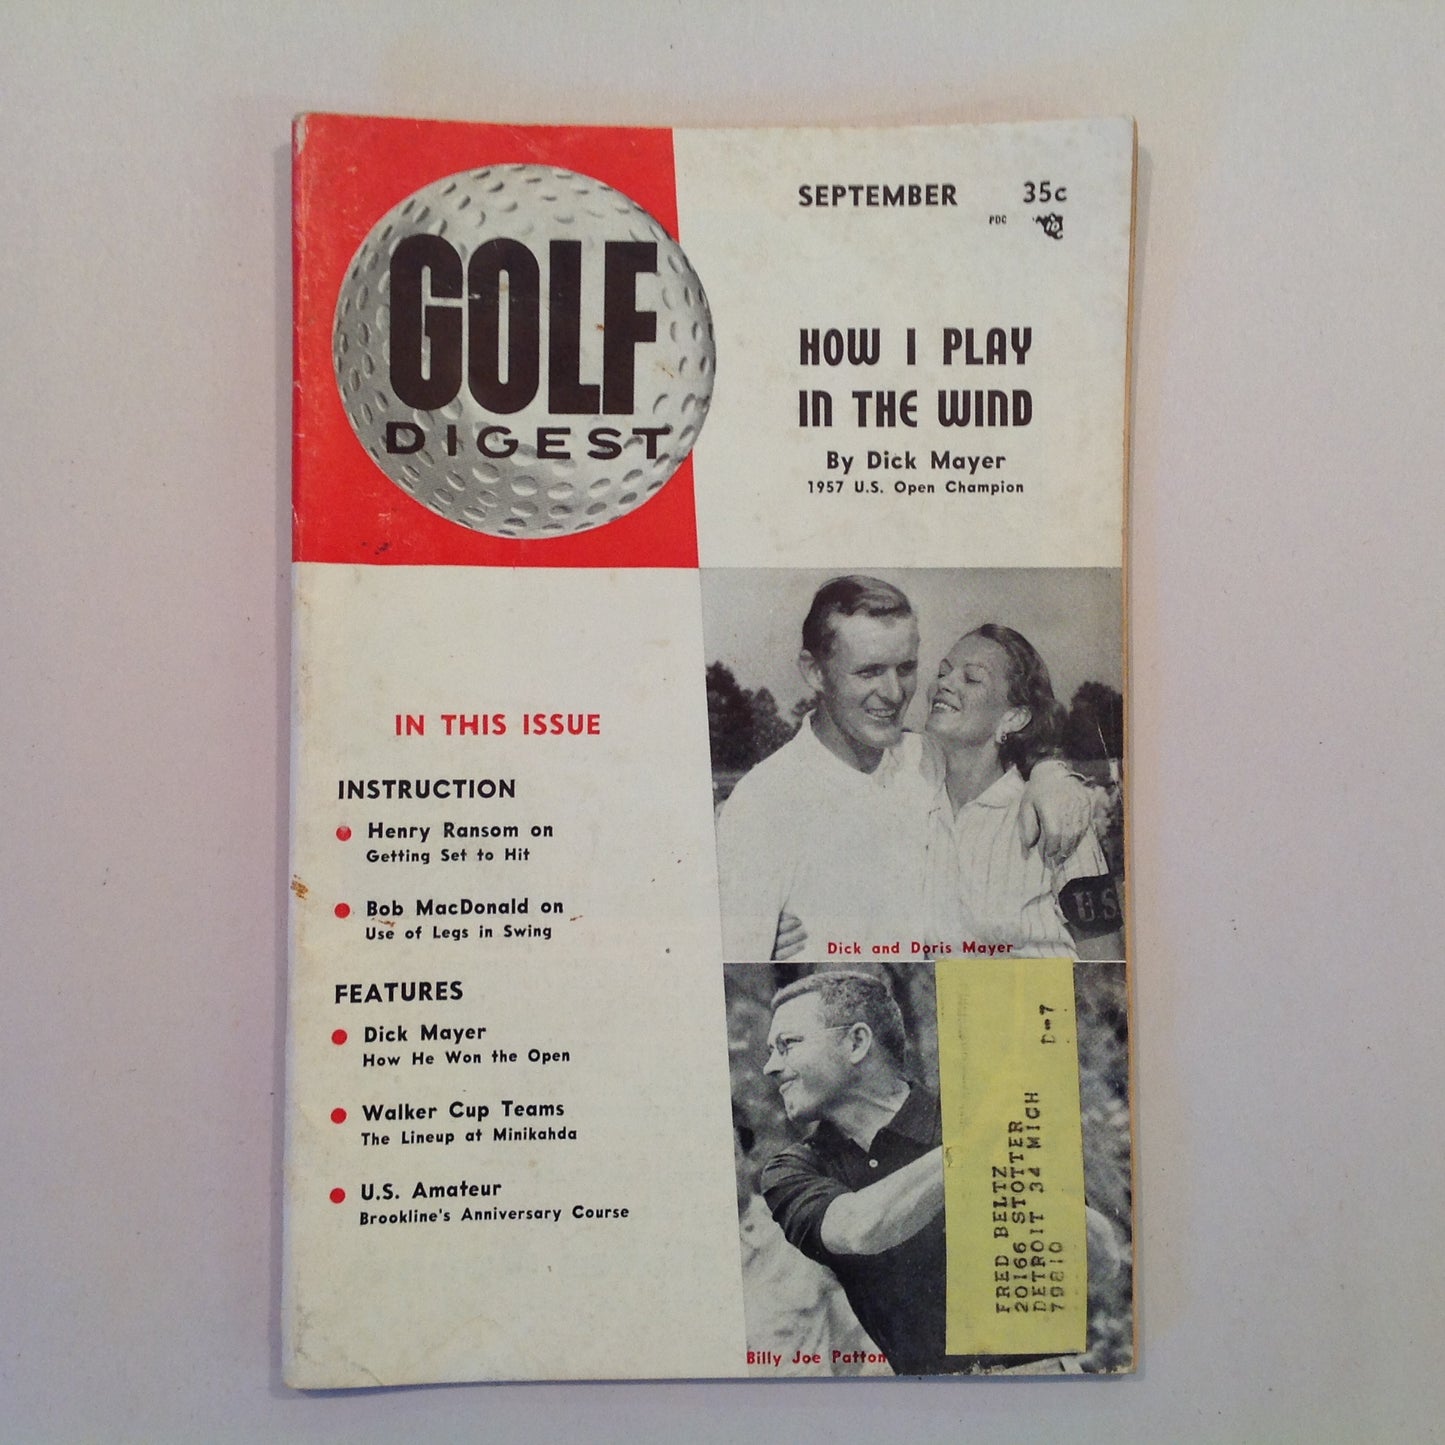 GOLF
DIGEST
SEPTEMBER 35c
PDC
HOW I PLAY
IN THE WIND
By Dick Mayer
1957 U.S. Open Champion
IN THIS ISSUE
INSTRUCTION
Henry Ransom on
Getting Set to Hit
Bob MacDonald on
Use of Legs in Swing
FEATURES
Dick Mayer
How He Won the Open
Walker Cup Teams
The Lineup at Minikahda
U.S. Amateur
Brookline's Anniversary Course
US
Dick and Doris Mayer
Billy Joe Patton
D-7
FRED BELTZ
20166 STOTTER
DETROIT 34 MICH
79810